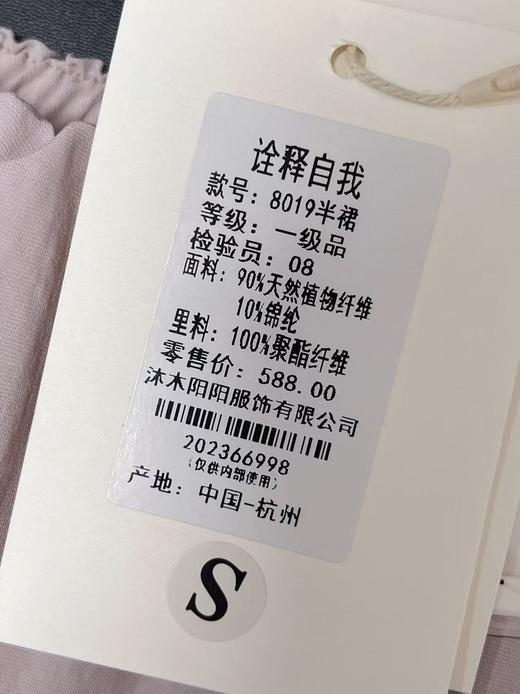 诠释自我
款号：8019半裙
等级：一级品
检验员：08
面料：90%天然植物纤维
10%锦纶
里料：100%聚酯纤维
零售价：588.00
沐木阳阳服饰有限公司
202366998
（仅供内部使用）
产地：中国-杭州
S